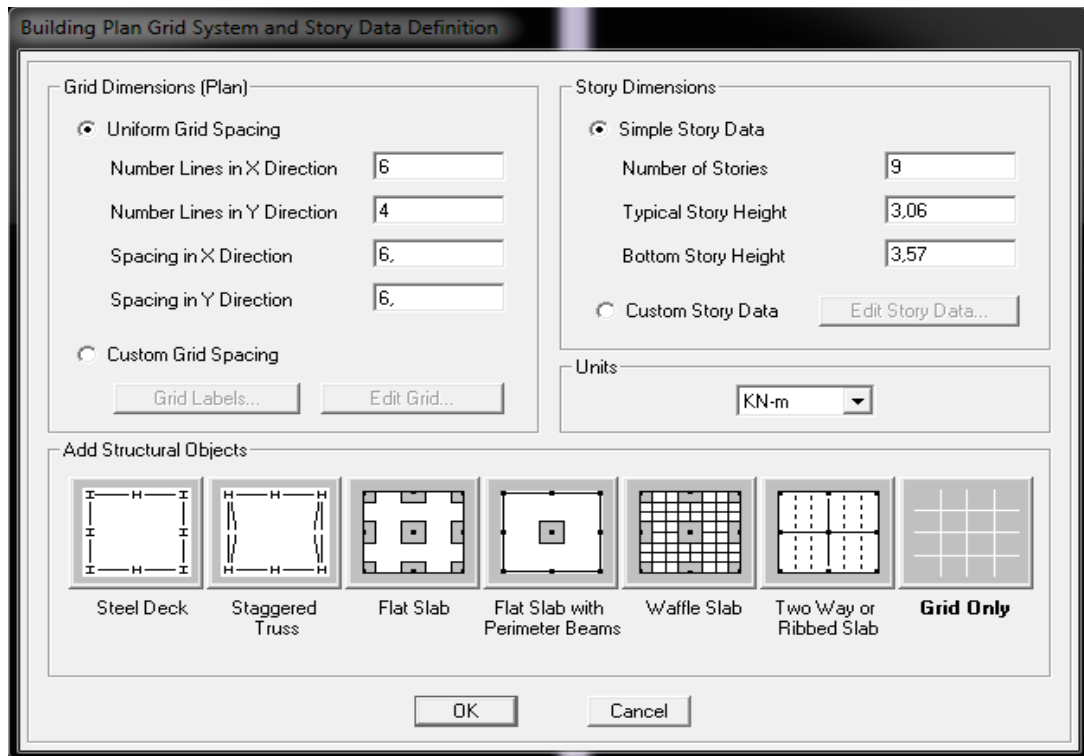 Building Plan Grid System and Story Data Definition
Grid Dimensions (Plan)
Uniform Grid Spacing
Number Lines in X Direction 6
Number Lines in Y Direction 4
Spacing in X Direction 6,
Spacing in Y Direction 6,
Custom Grid Spacing
Grid Labels... Edit Grid...
Story Dimensions
Simple Story Data
Number of Stories 9
Typical Story Height 3,06
Bottom Story Height 3,57
Custom Story Data Edit Story Data...
Units
KN-m
Add Structural Objects
Steel Deck
Staggered
Truss
Flat Slab
Flat Slab with
Perimeter Beams
Waffle Slab
Two Way or
Ribbed Slab
Grid Only
OK Cancel